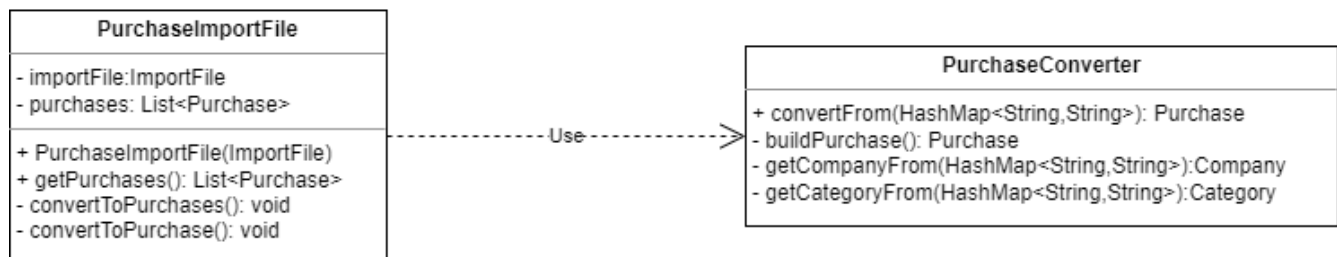 PurchaseImportFile
- importFile:ImportFile
- purchases: List<Purchase>
+ PurchaseImportFile(ImportFile)
+ getPurchases(): List<Purchase>
- convertToPurchases(): void
- convertToPurchase(): void
Use
PurchaseConverter
+ convertFrom(HashMap<String,String>): Purchase
- buildPurchase(): Purchase
- getCompanyFrom(HashMap<String,String>):Company
- getCategoryFrom(HashMap<String,String>):Category